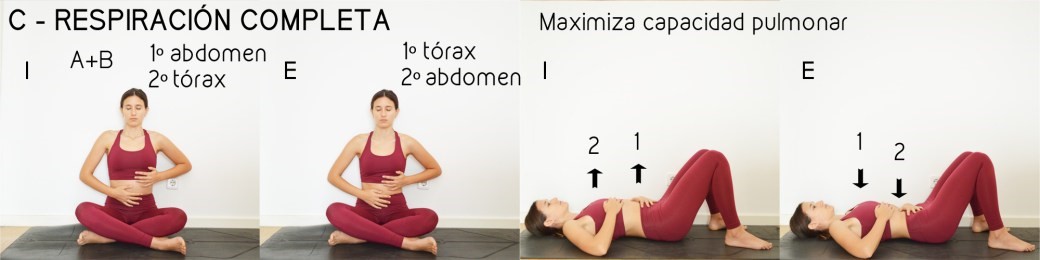 C - RESPIRACIÓN COMPLETA
I
A+B
1º abdomen
2º tórax
E
1º tórax
2º abdomen
Maximiza capacidad pulmonar
I
2
1
E
1
2